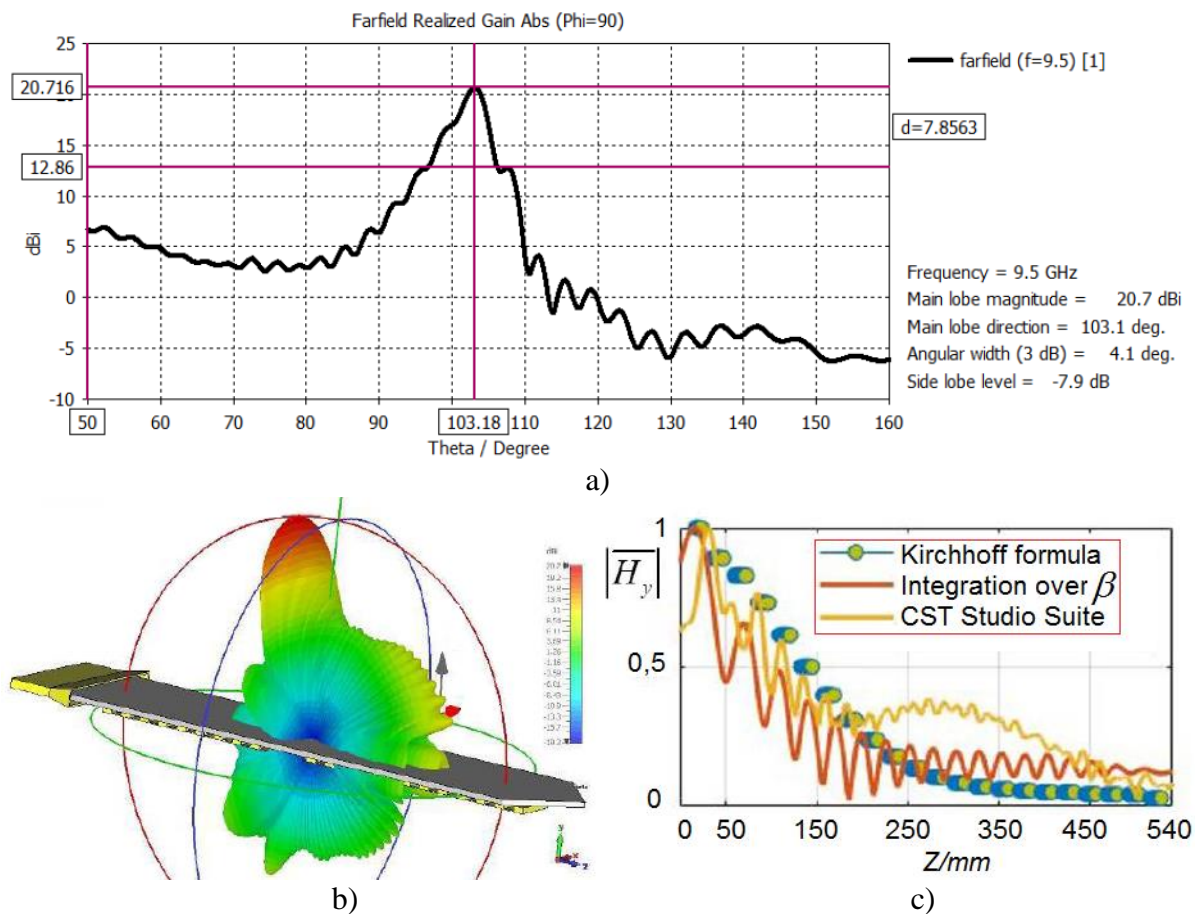 Farfield Realized Gain Abs (Phi=90)
25
20.716
15
12.86
10
5
0
-5
-10
dBi
50
60
70
80
90
103.18
110
120
130
140
150
160
Theta / Degree
farfield (f=9.5) [1]
d=7.8563
Frequency = 9.5 GHz
Main lobe magnitude = 20.7 dBi
Main lobe direction = 103.1 deg.
Angular width (3 dB) = 4.1 deg.
Side lobe level = -7.9 dB
a)
dB
y
x
z
b)
|H̅_y|
1
0,5
0
Kirchhoff formula
Integration over β
CST Studio Suite
0 50 150 250 350 450 540
Z/mm
c)